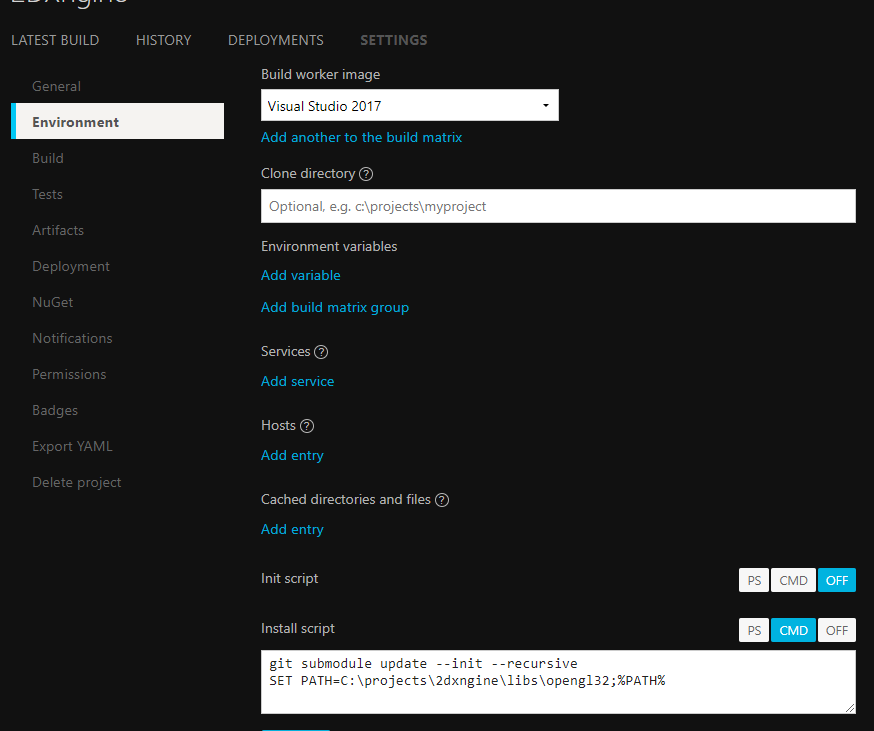 LATEST BUILD HISTORY DEPLOYMENTS SETTINGS
General
Environment
Build
Tests
Artifacts
Deployment
NuGet
Notifications
Permissions
Badges
Export YAML
Delete project
Build worker image
Visual Studio 2017
Add another to the build matrix
Clone directory ?
Optional, e.g. c:\projects\myproject
Environment variables
Add variable
Add build matrix group
Services ?
Add service
Hosts ?
Add entry
Cached directories and files ?
Add entry
Init script PS CMD OFF
Install script PS CMD OFF
git submodule update --init --recursive
SET PATH=C:\projects\2dxngine\libs\opengl32;%PATH%